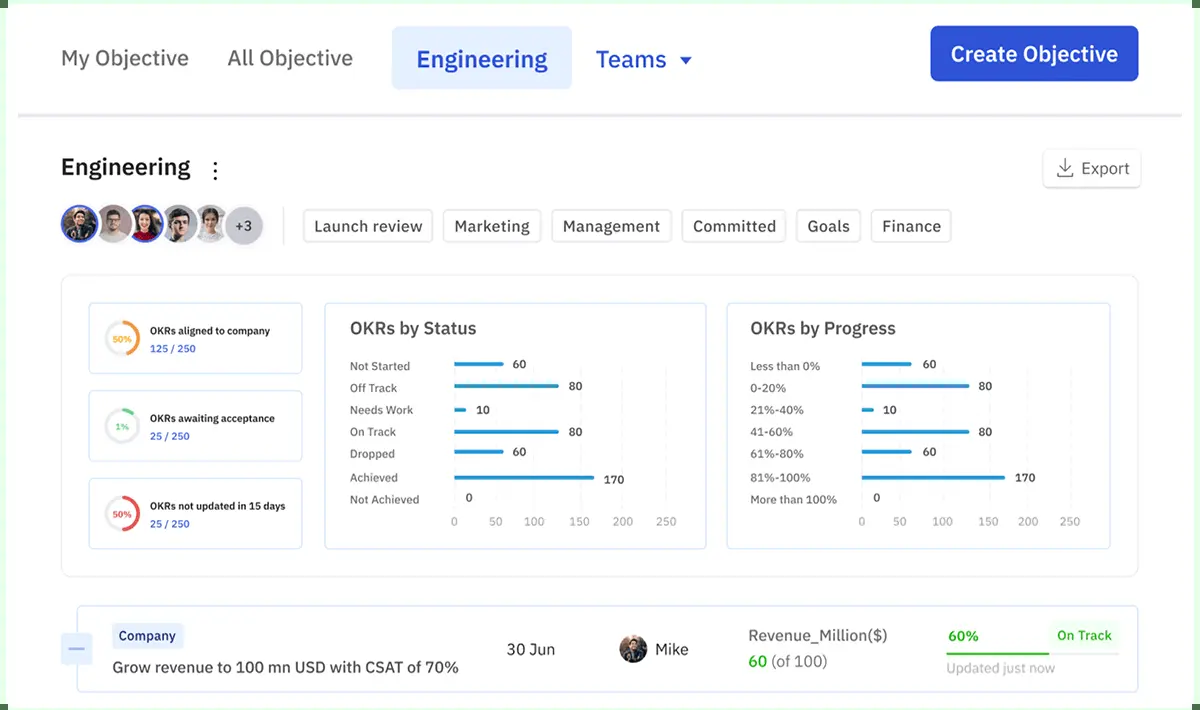 My Objective
All Objective
Engineering
Teams
Create Objective
Engineering
Export
+3
Launch review
Marketing
Management
Committed
Goals
Finance
50%
OKRs aligned to company
125 / 250
1%
OKRs awaiting acceptance
25 / 250
50%
OKRs not updated in 15 days
25 / 250
OKRs by Status
Not Started 60
Off Track 80
Needs Work 10
On Track 80
Dropped 60
Achieved 170
Not Achieved 0
0 50 100 150 200 250
OKRs by Progress
Less than 0% 60
0-20% 80
21%-40% 10
41-60% 80
61%-80% 60
81%-100% 170
More than 100% 0
0 50 100 150 200 250
Company
Grow revenue to 100 mn USD with CSAT of 70%
30 Jun
Mike
Revenue_Million($)
60 (of 100)
60% On Track
Updated just now